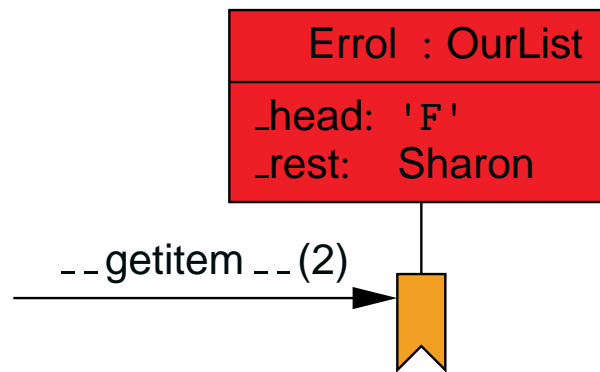 Errol : OurList
_head: 'F'
_rest: Sharon
__getitem__(2)